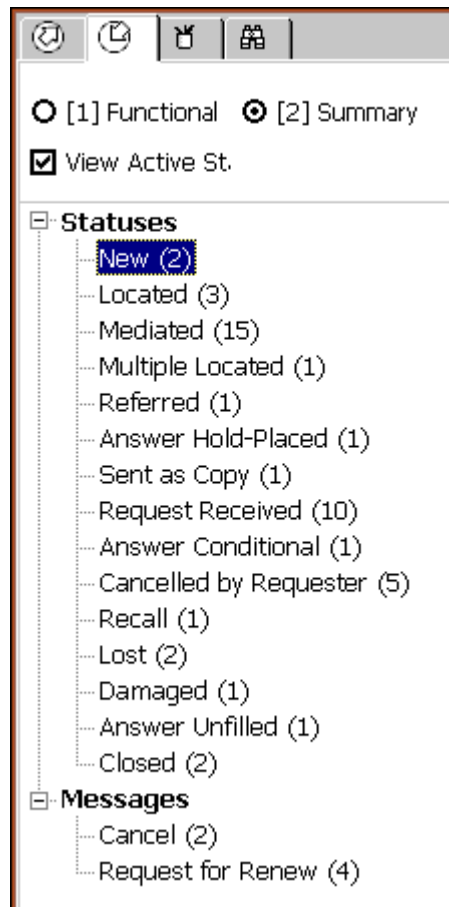 [1] Functional [2] Summary
View Active St.
Statuses
New (2)
Located (3)
Mediated (15)
Multiple Located (1)
Referred (1)
Answer Hold-Placed (1)
Sent as Copy (1)
Request Received (10)
Answer Conditional (1)
Cancelled by Requester (5)
Recall (1)
Lost (2)
Damaged (1)
Answer Unfilled (1)
Closed (2)
Messages
Cancel (2)
Request for Renew (4)